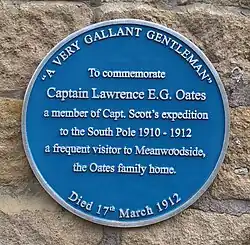 "A VERY GALLANT GENTLEMAN"
To commemorate
Captain Lawrence E.G. Oates
a member of Capt. Scott's expedition
to the South Pole 1910 - 1912
a frequent visitor to Meanwoodside,
the Oates family home.
Died 17th March 1912